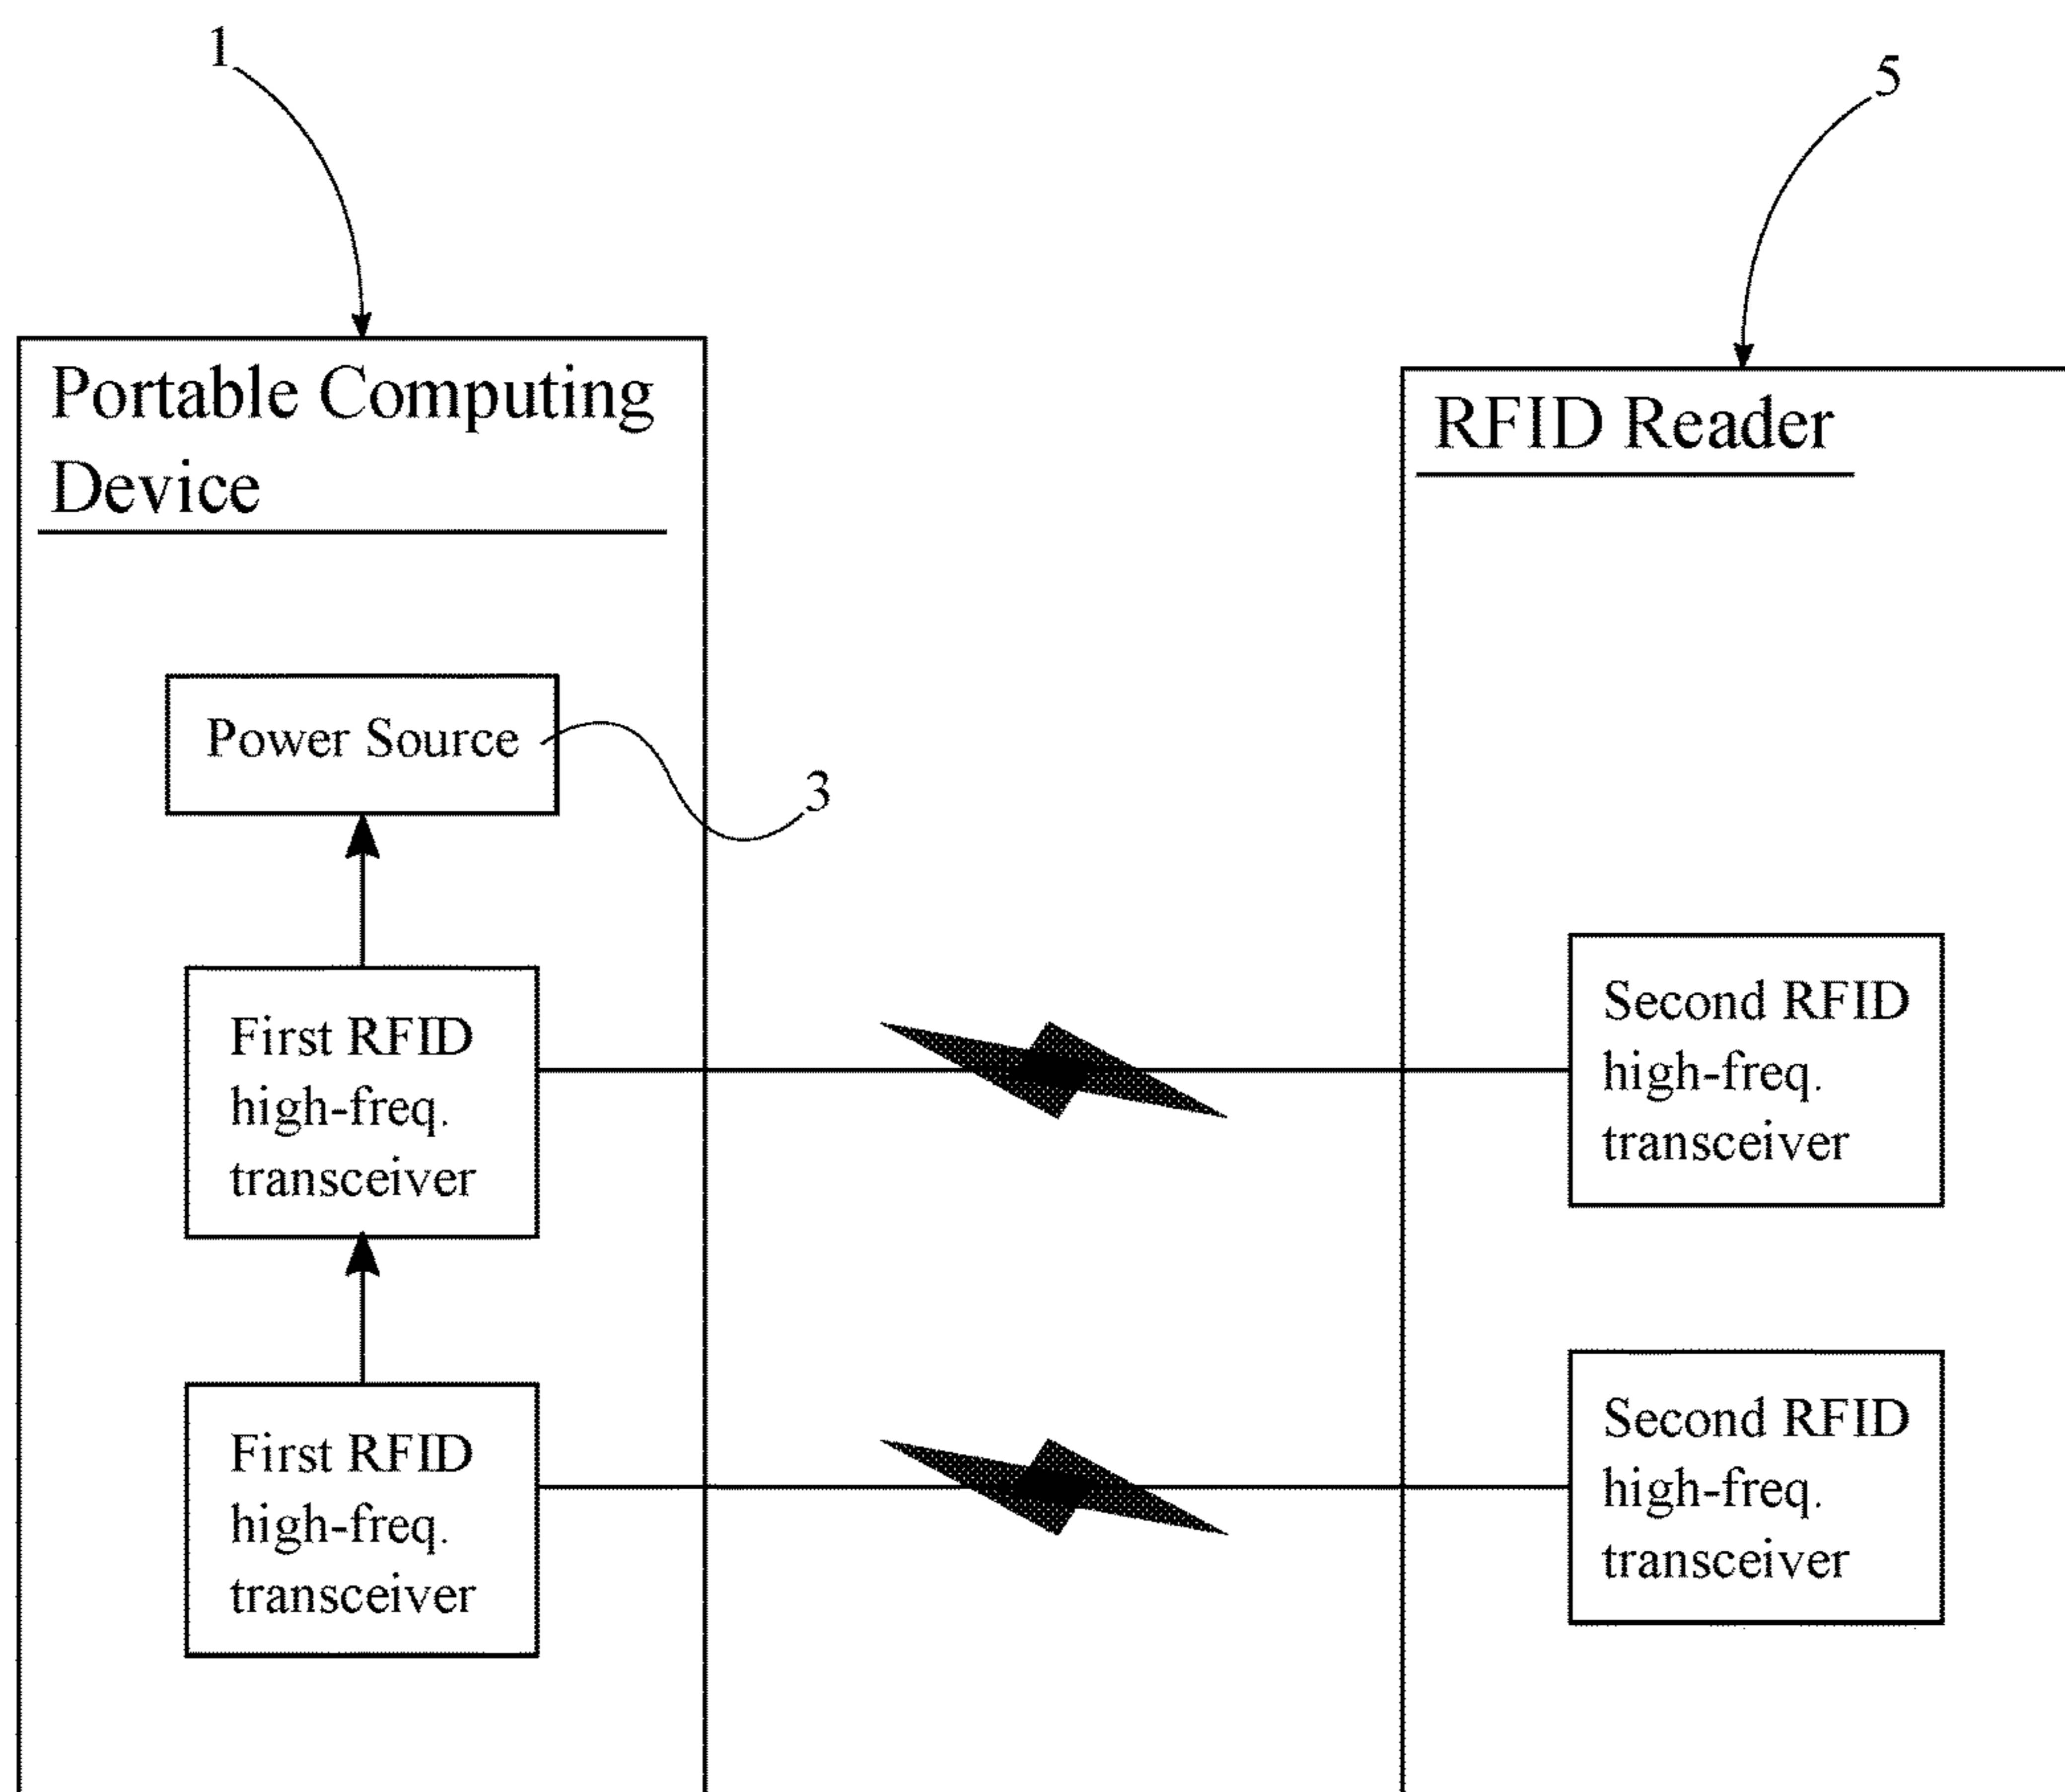 1
5
Portable Computing
Device
RFID Reader
Power Source
3
First RFID
high-freq.
transceiver
Second RFID
high-freq.
transceiver
First RFID
high-freq.
transceiver
Second RFID
high-freq.
transceiver